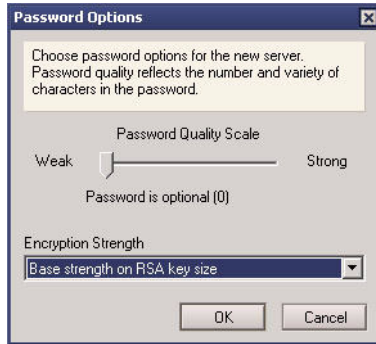 Password Options
Choose password options for the new server.
Password quality reflects the number and variety of
characters in the password.
Password Quality Scale
Weak
Strong
Password is optional (0)
Encryption Strength
Base strength on RSA key size
OK
Cancel